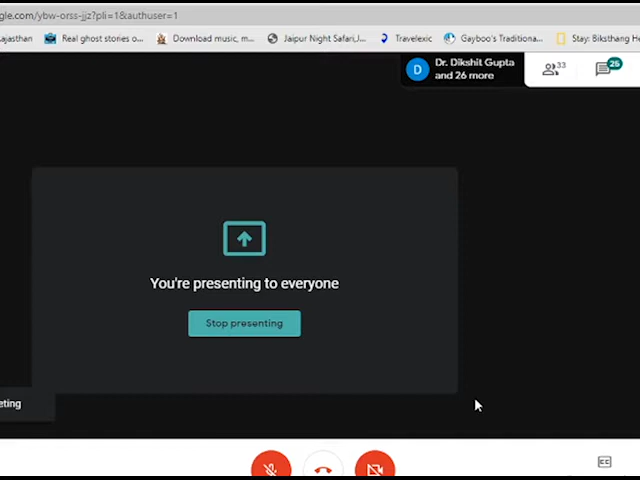 gle.com/ybw-orss-jjz?pli=1&authuser=1
ajasthan Real ghost stories o... Download music, m... Jaipur Night Safari,J... Travelexic Gayboo's Traditiona... Stay: Biksthang He
D Dr. Dikshit Gupta
and 26 more
33
25
You're presenting to everyone
Stop presenting
eting
CC